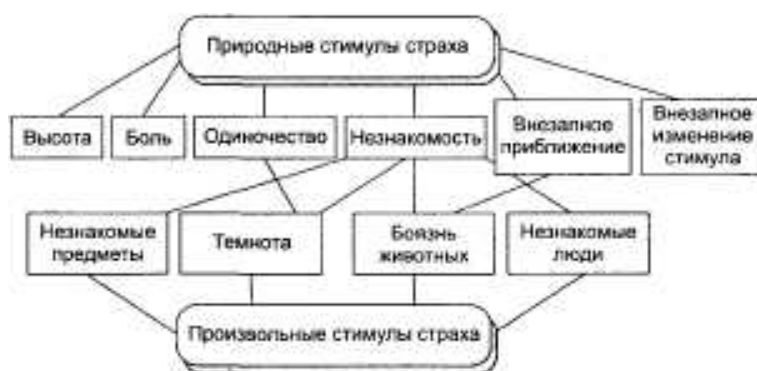 Природные стимулы страха
Высота
Боль
Одиночество
Незнакомость
Внезапное
приближение
Внезапное
изменение
стимула
Незнакомые
предметы
Темнота
Боязнь
животных
Незнакомые
люди
Произвольные стимулы страха